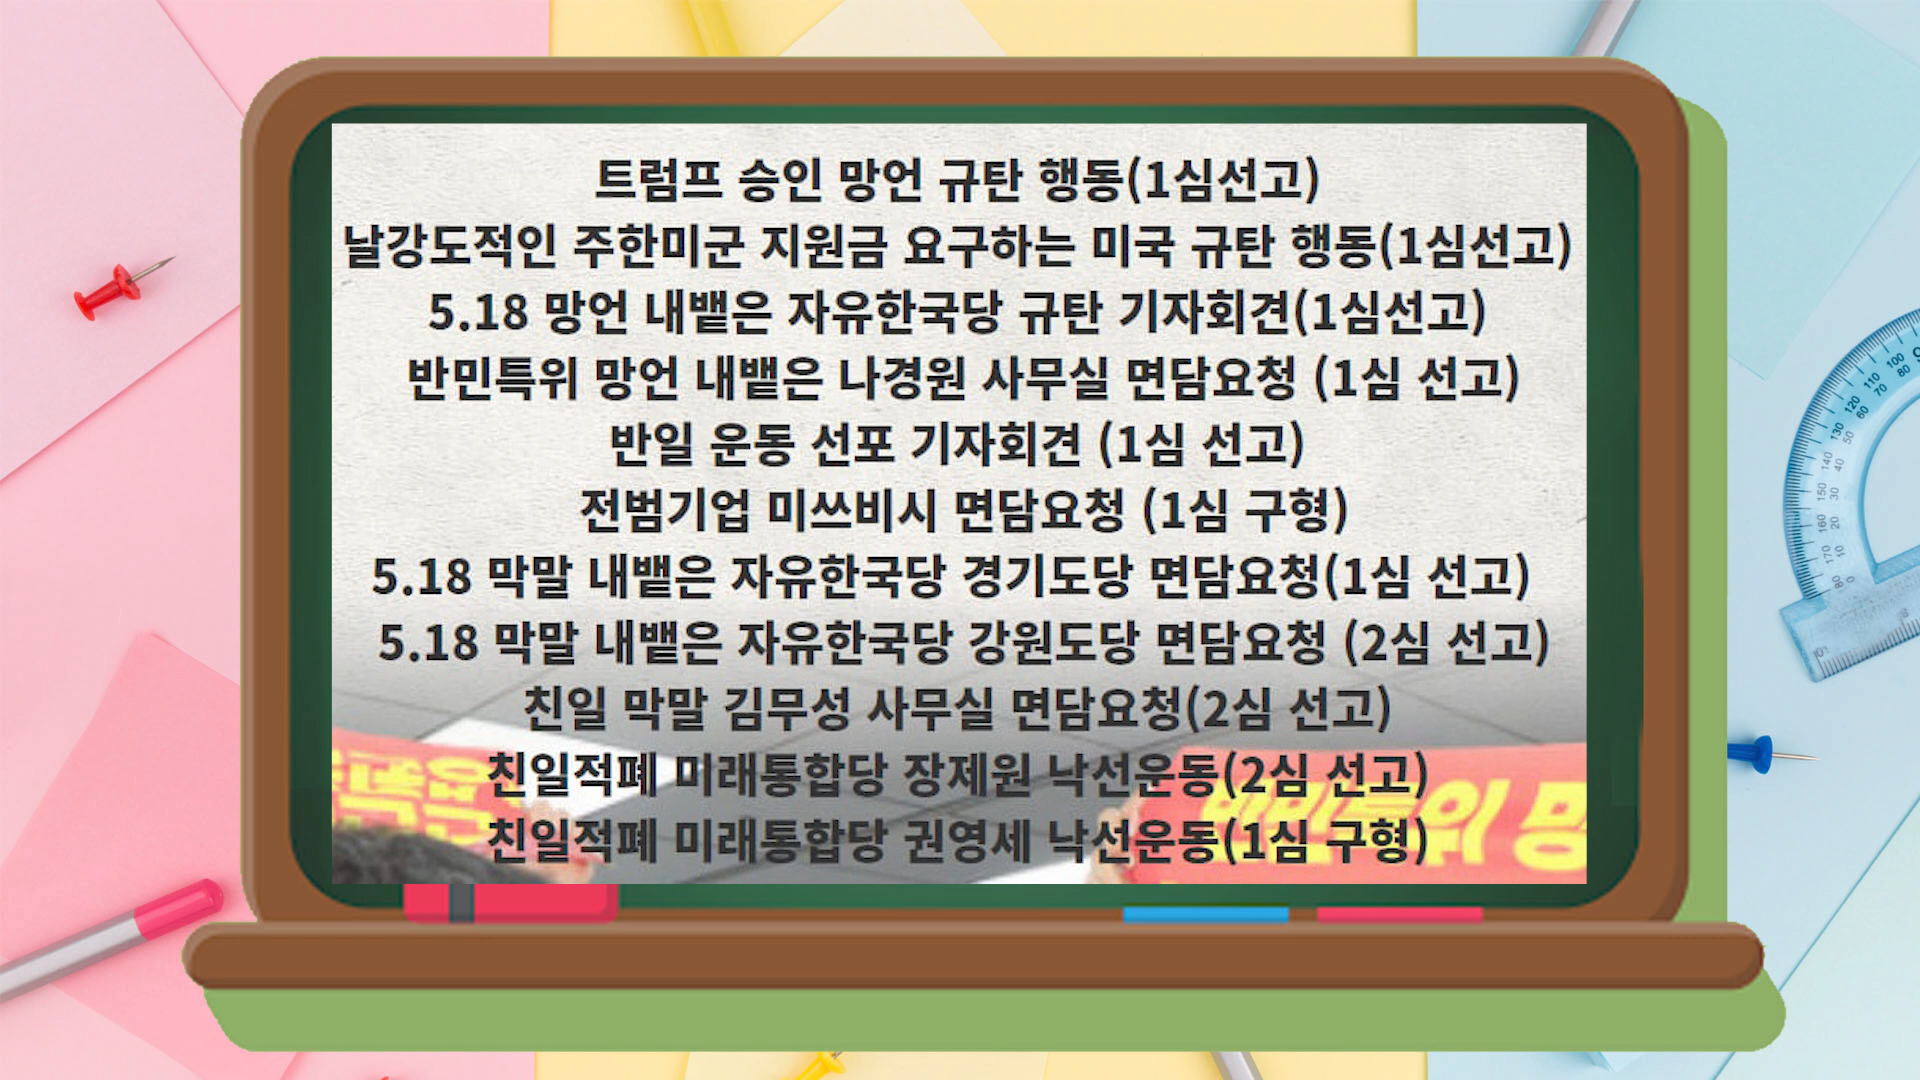 트럼프 승인 망언 규탄 행동(1심선고)
날강도적인 주한미군 지원금 요구하는 미국 규탄 행동(1심선고)
5.18 망언 내뱉은 자유한국당 규탄 기자회견(1심선고)
반민특위 망언 내뱉은 나경원 사무실 면담요청 (1심 선고)
반일 운동 선포 기자회견 (1심 선고)
전범기업 미쓰비시 면담요청 (1심 구형)
5.18 막말 내뱉은 자유한국당 경기도당 면담요청(1심 선고)
5.18 막말 내뱉은 자유한국당 강원도당 면담요청 (2심 선고)
친일 막말 김무성 사무실 면담요청(2심 선고)
친일적폐 미래통합당 장제원 낙선운동(2심 선고)
친일적폐 미래통합당 권영세 낙선운동(1심 구형)